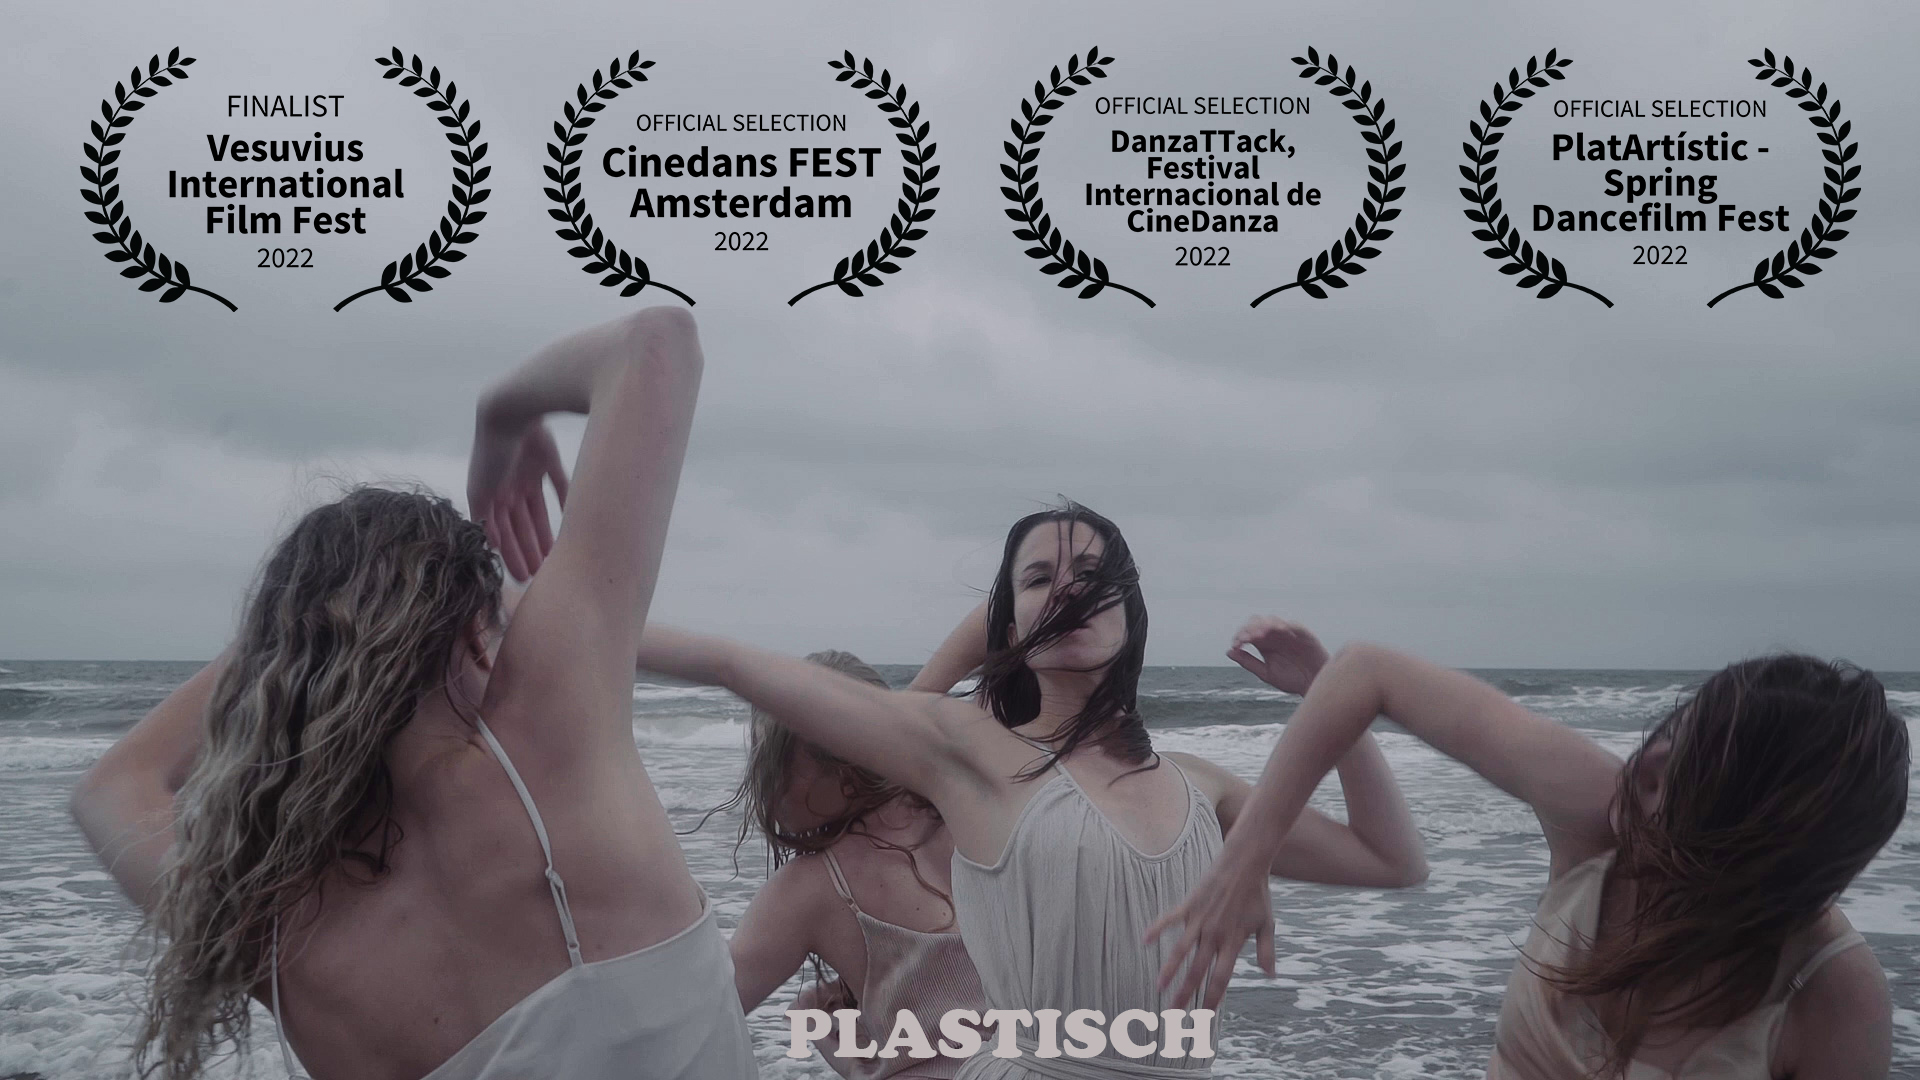 FINALIST
Vesuvius
International
Film Fest
2022
OFFICIAL SELECTION
Cinedans FEST
Amsterdam
2022
OFFICIAL SELECTION
DanzaTTack,
Festival
Internacional de
CineDanza
2022
OFFICIAL SELECTION
PlatArtístic -
Spring
Dancefilm Fest
2022
PLASTISCH